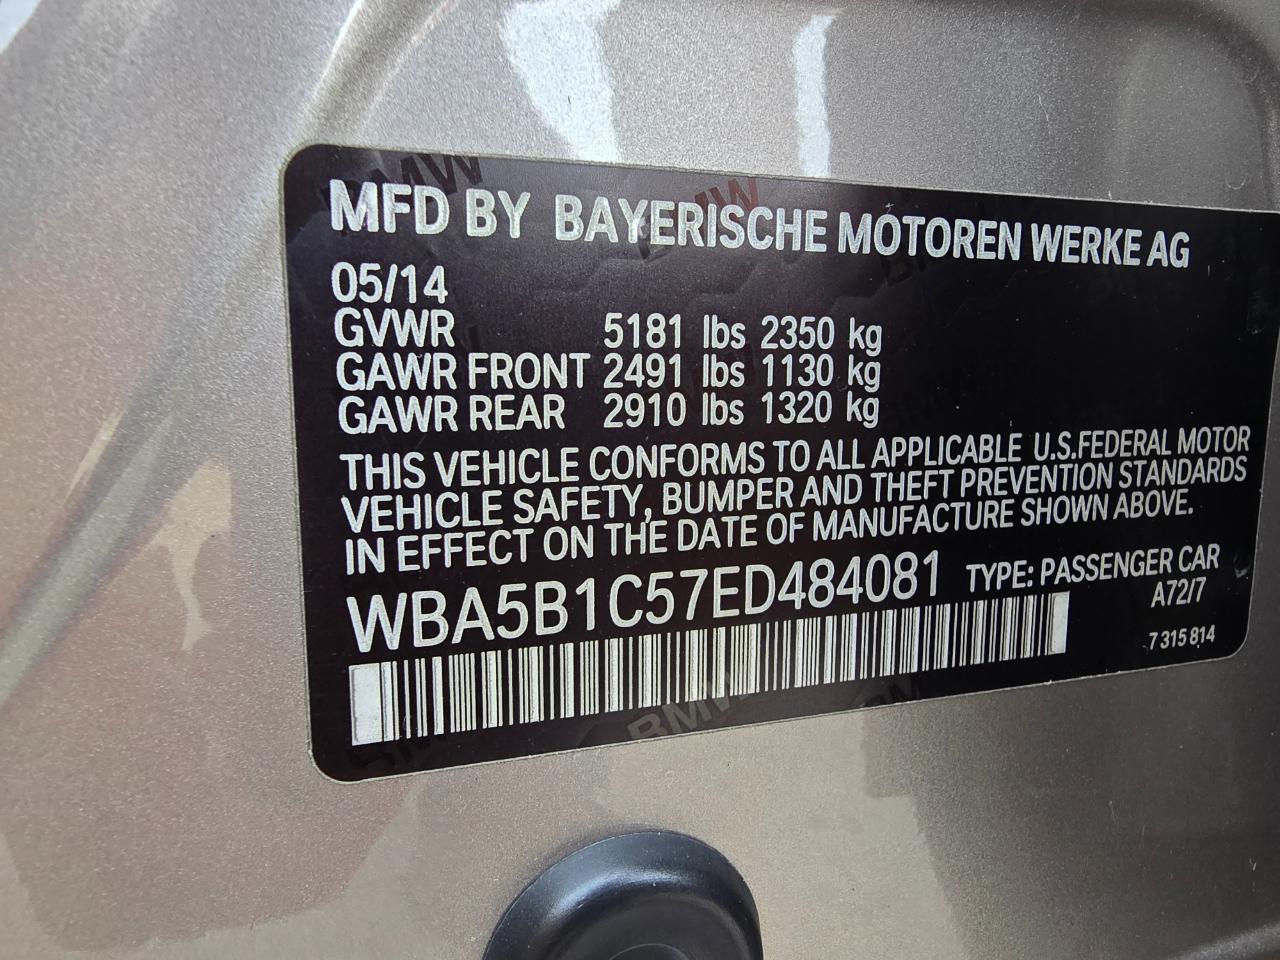 MFD BY BAYERISCHE MOTOREN WERKE AG
05/14
GVWR 5181 lbs 2350 kg
GAWR FRONT 2491 lbs 1130 kg
GAWR REAR 2910 lbs 1320 kg
THIS VEHICLE CONFORMS TO ALL APPLICABLE U.S.FEDERAL MOTOR
VEHICLE SAFETY, BUMPER AND THEFT PREVENTION STANDARDS
IN EFFECT ON THE DATE OF MANUFACTURE SHOWN ABOVE.
WBA5B1C57ED484081 TYPE: PASSENGER CAR
A72/7
7 315 814